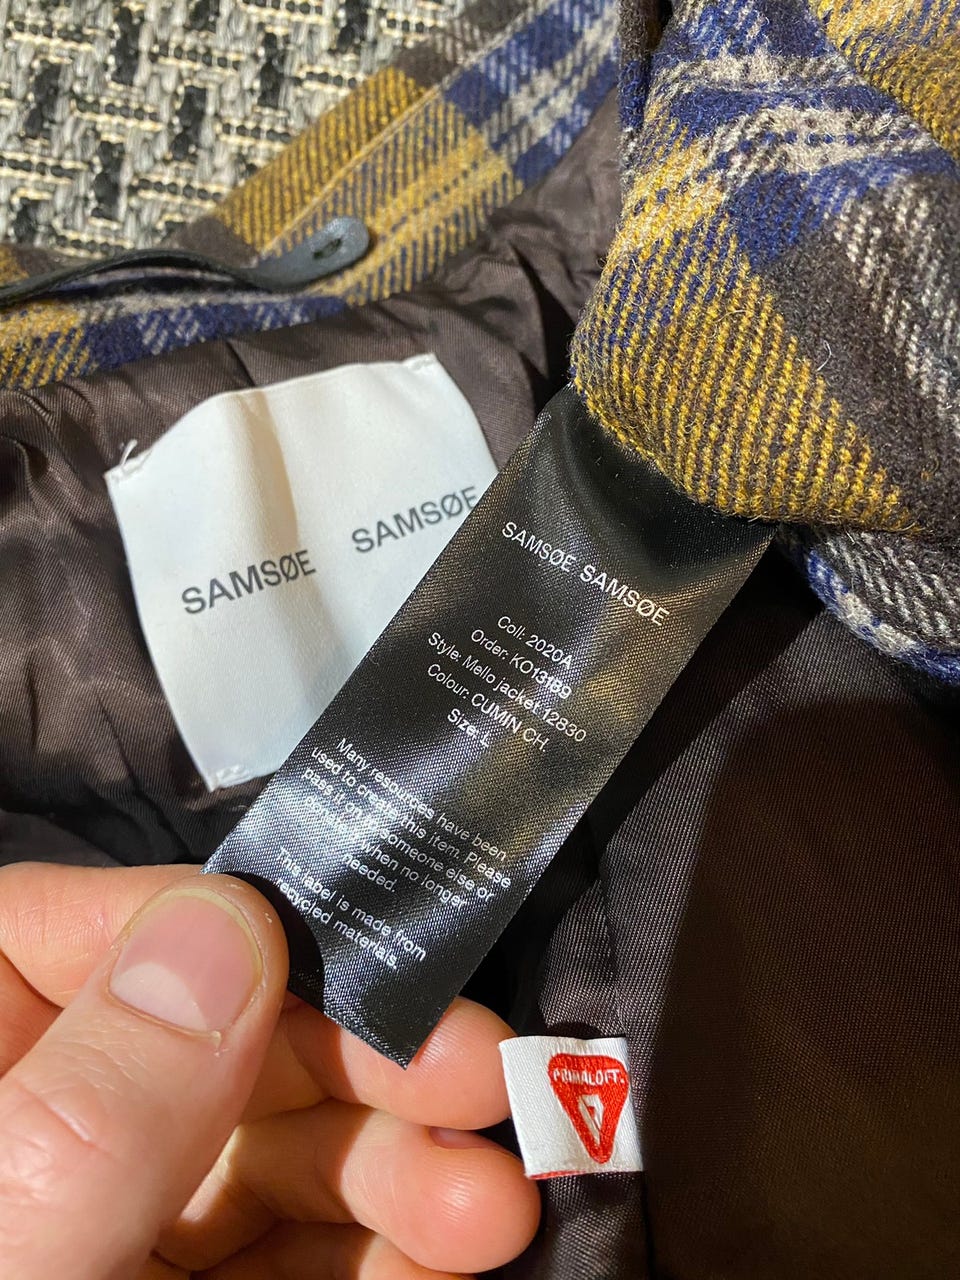 SAMSØE SAMSØE
SAMSØE SAMSØE
Coll: 2020A
Order: KO13189
Style: Mello jacket 12830
Colour: CUMIN CH.
Size: L
Many resources have been
used to create this item. Please
pass it on to someone else or
donate it when no longer
needed.
This label is made from
recycled materials.
PRIMALOFT.